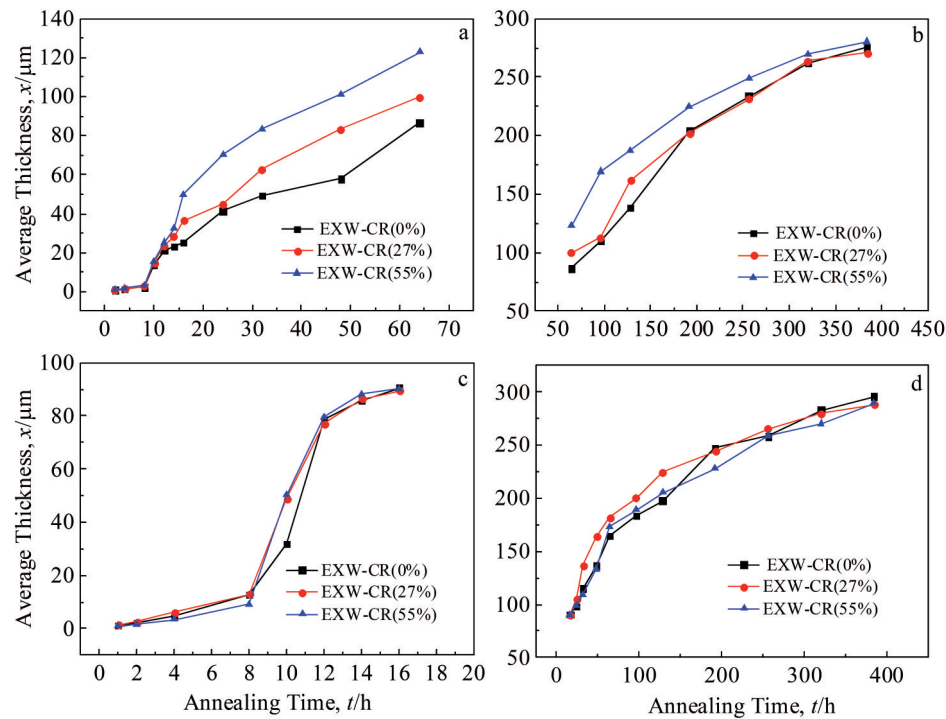 a
Average Thickness, x/μm
140
120
100
80
60
40
20
0
EXW-CR(0%)
EXW-CR(27%)
EXW-CR(55%)
0 10 20 30 40 50 60 70
b
300
250
200
150
100
50
EXW-CR(0%)
EXW-CR(27%)
EXW-CR(55%)
50 100 150 200 250 300 350 400 450
c
Average Thickness, x/μm
100
80
60
40
20
0
EXW-CR(0%)
EXW-CR(27%)
EXW-CR(55%)
0 2 4 6 8 10 12 14 16 18
Annealing Time, t/h
d
300
250
200
150
100
50
EXW-CR(0%)
EXW-CR(27%)
EXW-CR(55%)
0 100 200 300 400
Annealing Time, t/h